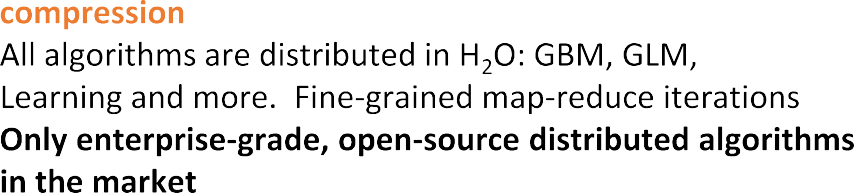 compression
All algorithms are distributed in H₂O: GBM, GLM,
Learning and more.  Fine-grained map-reduce iterations
Only enterprise-grade, open-source distributed algorithms
in the market